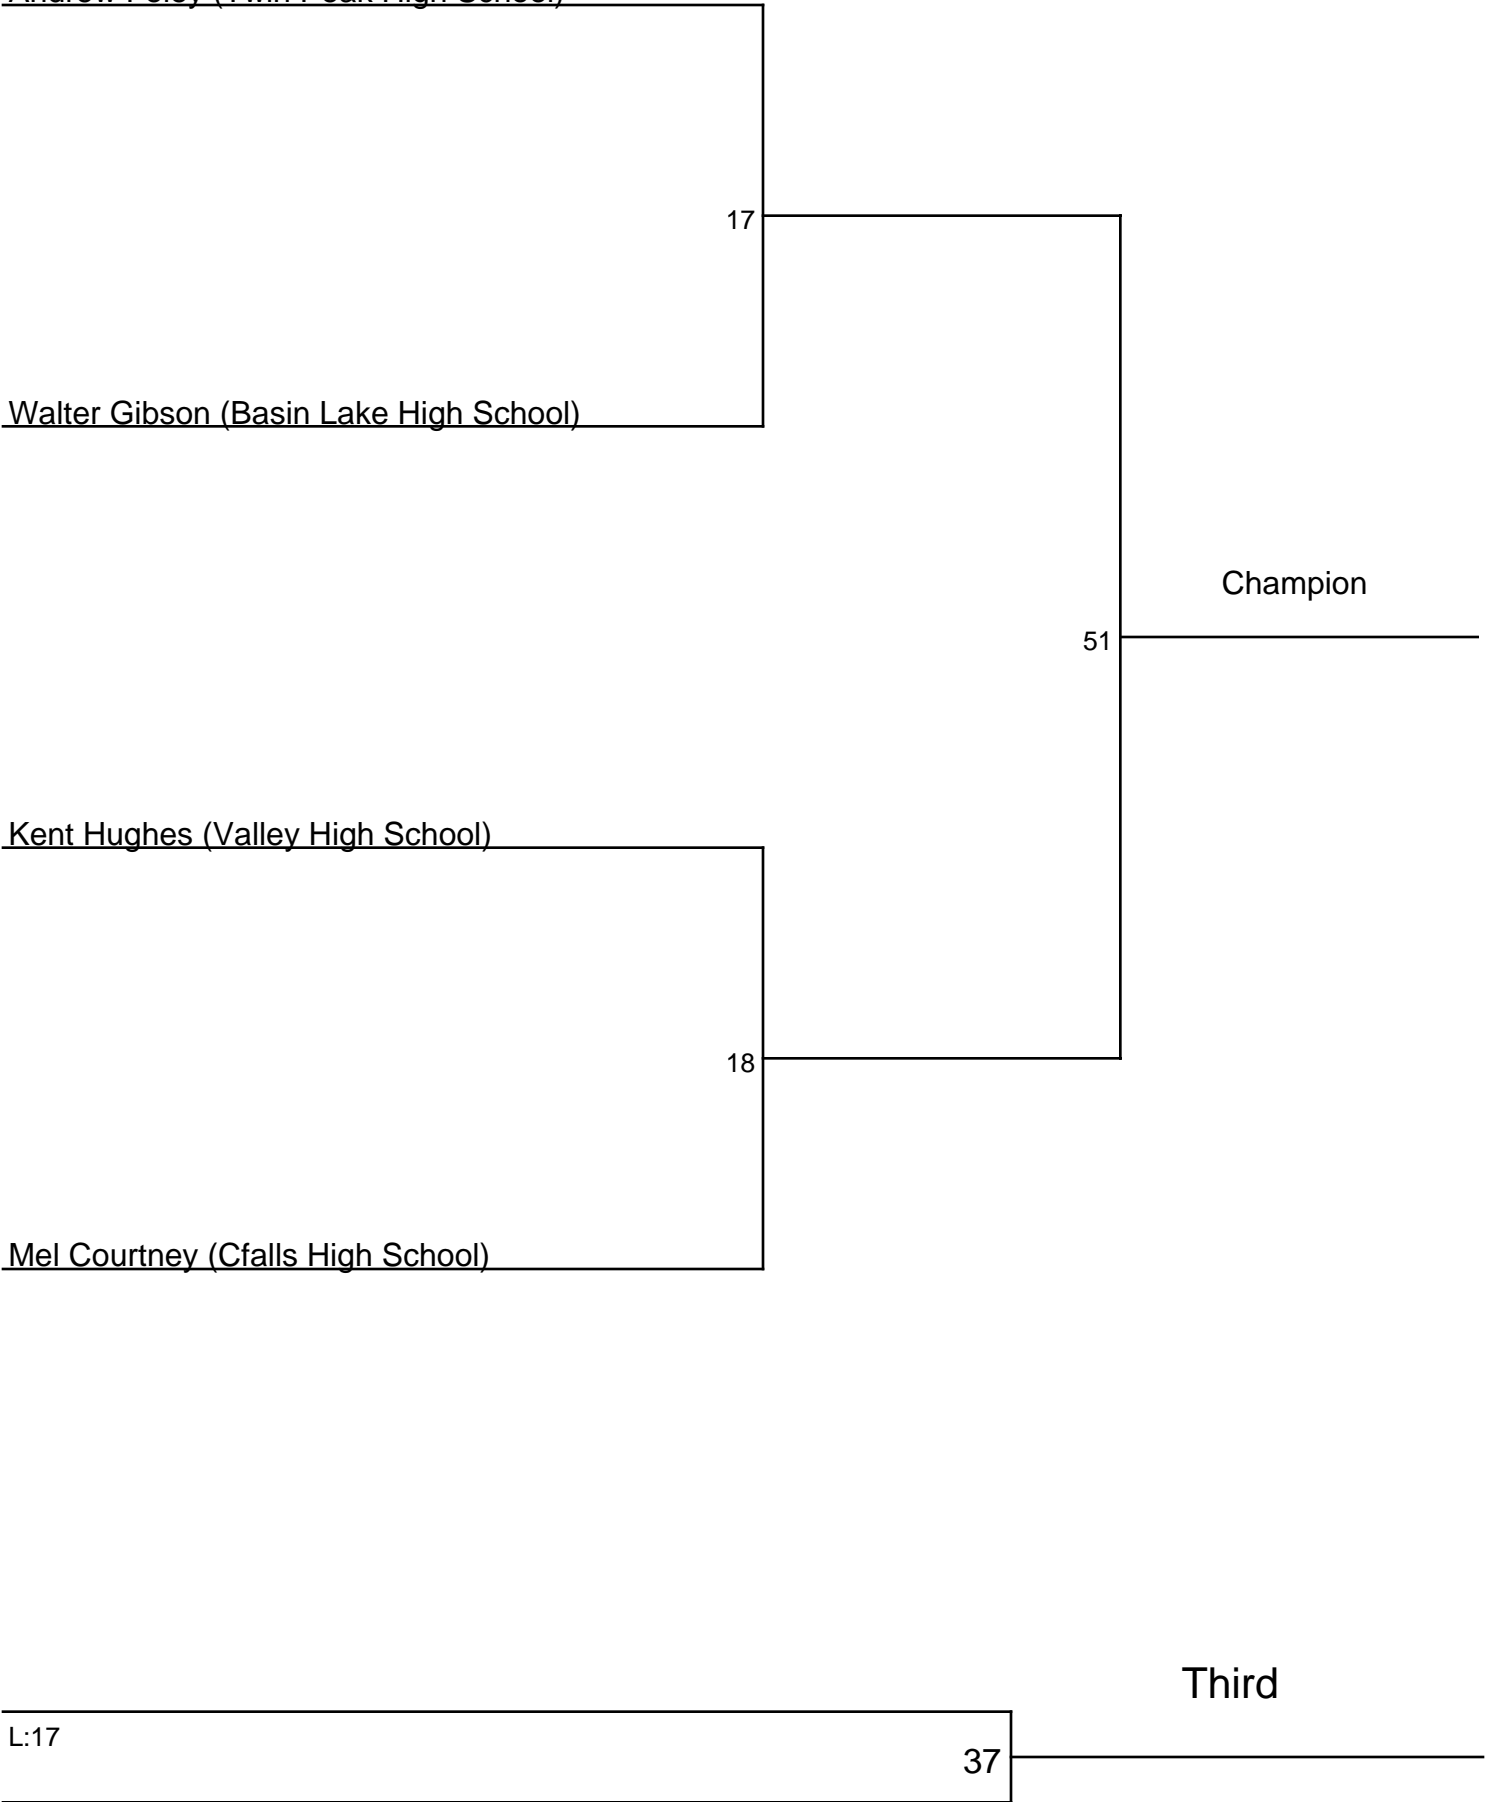 17
Walter Gibson (Basin Lake High School)
Champion
51
Kent Hughes (Valley High School)
18
Mel Courtney (Cfalls High School)
Third
L:17
37